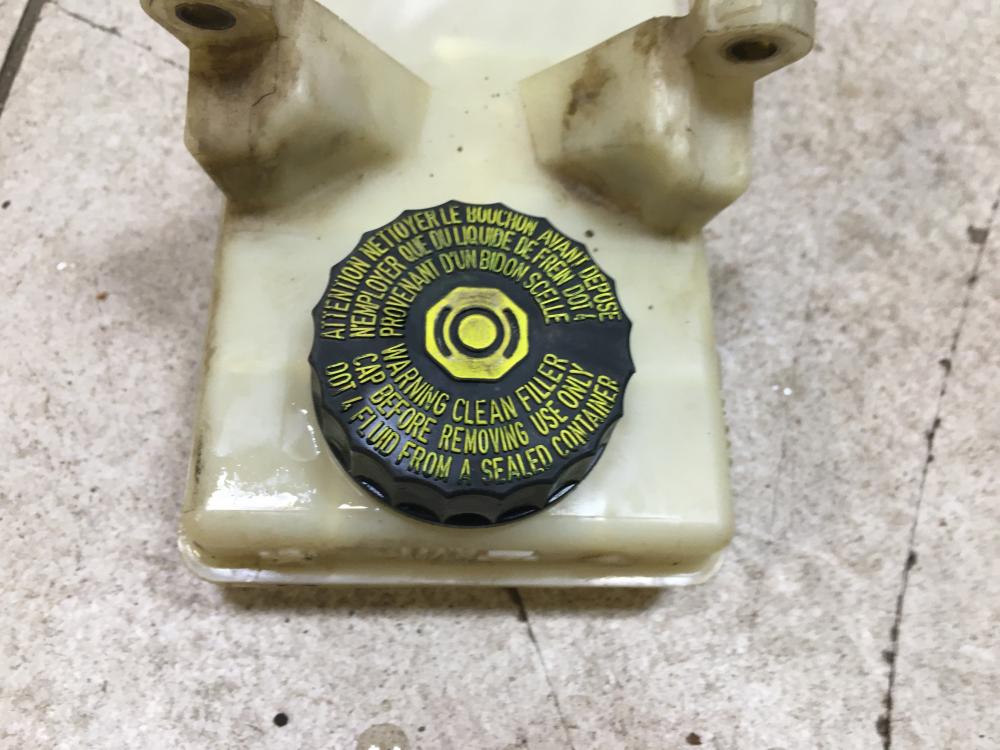 ATTENTION NETTOYER LE BOUCHON AVANT DEPOSE
N'EMPLOYER QUE DU LIQUIDE DE FREIN DOT 4
PROVENANT D'UN BIDON SCELLE
WARNING CLEAN FILLER
CAP BEFORE REMOVING USE ONLY
DOT 4 FLUID FROM A SEALED CONTAINER